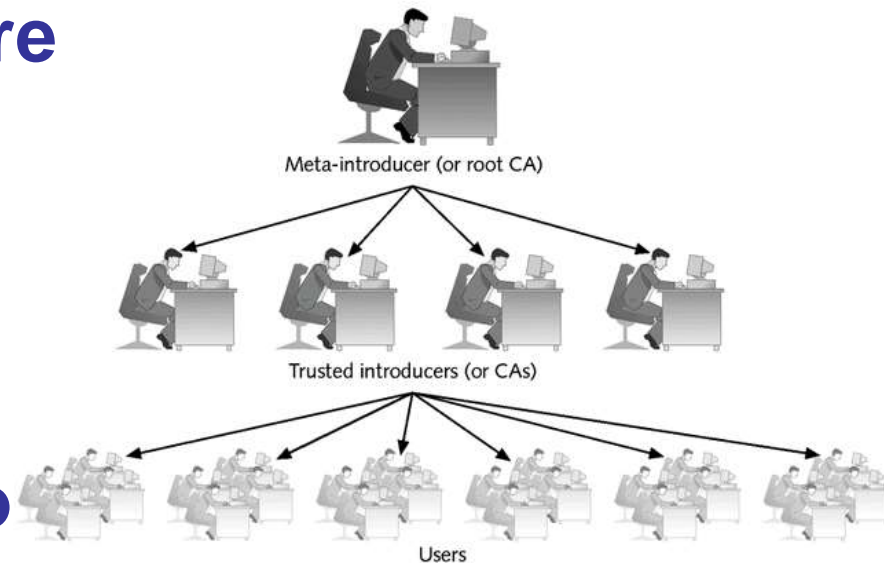 re
Meta-introducer (or root CA)
Trusted introducers (or CAs)
Users